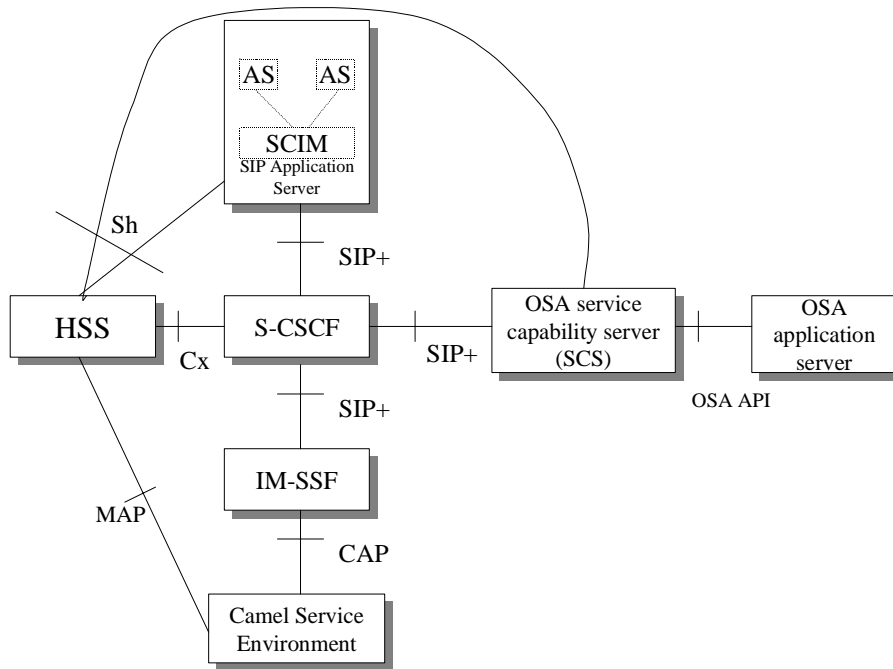 AS
AS
SCIM
SIP Application
Server
Sh
SIP+
HSS
Cx
S-CSCF
SIP+
OSA service
capability server
(SCS)
OSA API
OSA
application
server
SIP+
IM-SSF
MAP
CAP
Camel Service
Environment